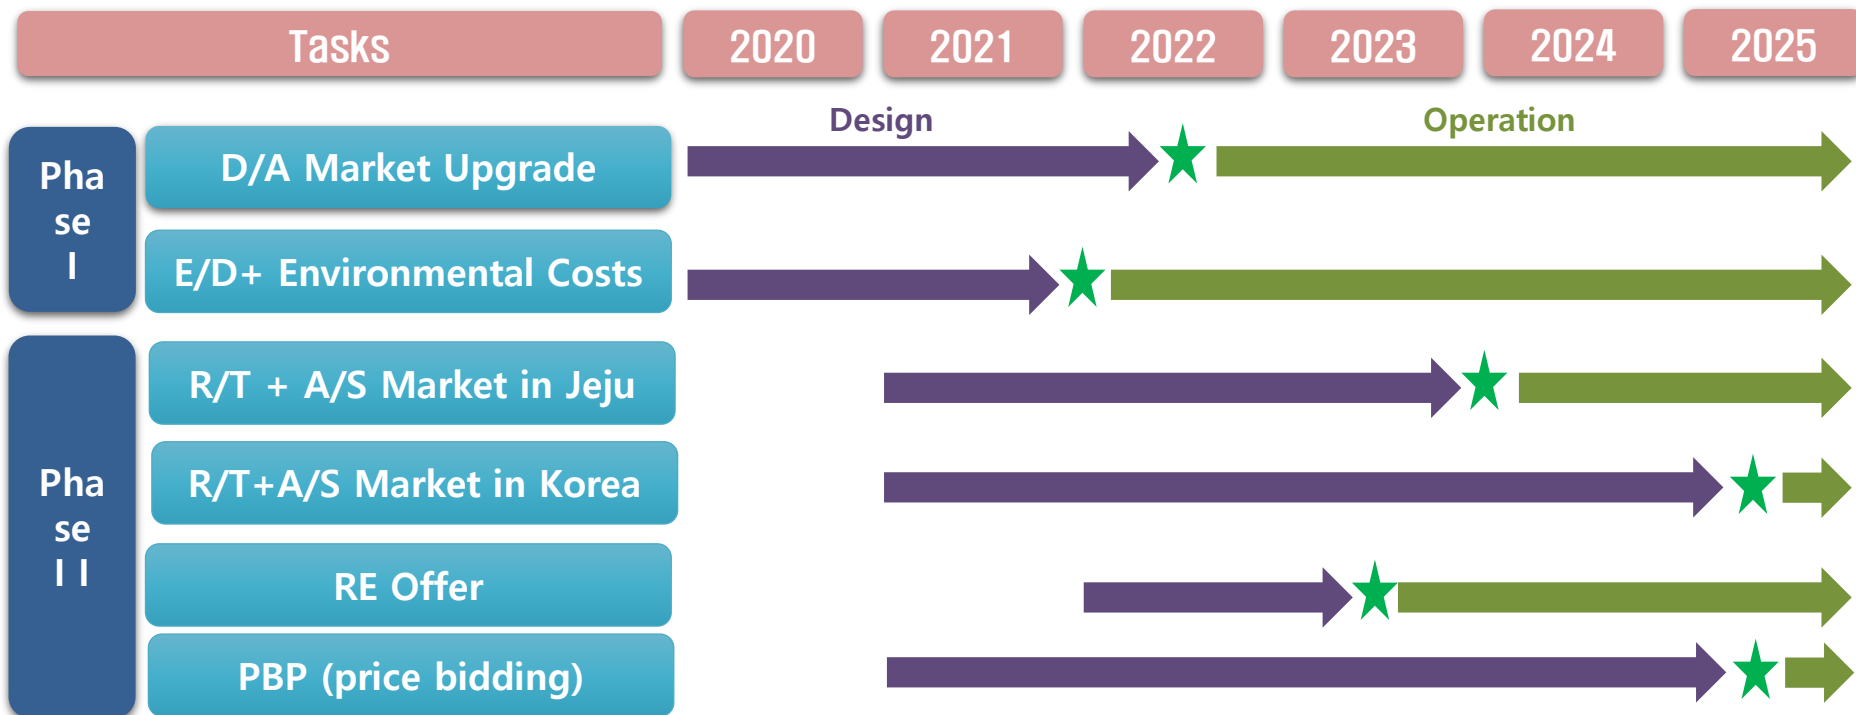 Tasks 2020 2021 2022 2023 2024 2025
Design Operation
Pha
se
I
D/A Market Upgrade
E/D+ Environmental Costs
Pha
se
I I
R/T + A/S Market in Jeju
R/T+A/S Market in Korea
RE Offer
PBP (price bidding)